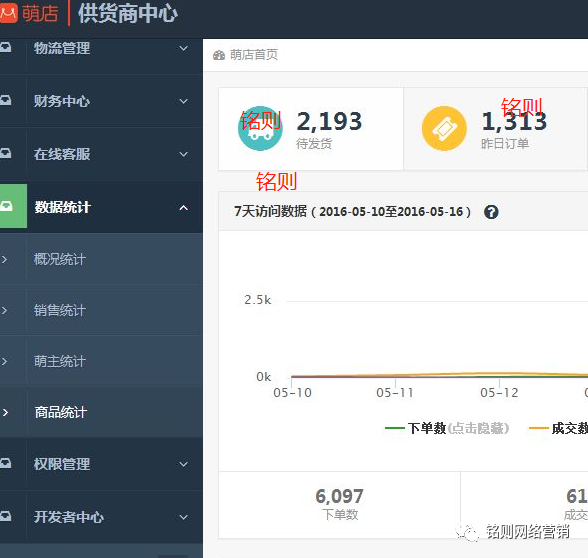 萌店 供货商中心
物流管理
财务中心
在线客服
数据统计
概况统计
销售统计
萌主统计
商品统计
权限管理
开发者中心
萌店首页
铭则
2,193
待发货
铭则
1,313
昨日订单
铭则
7天访问数据（2016-05-10至2016-05-16）
2.5k
0k
05-10 05-11 05-12
下单数(点击隐藏) 成交数
6,097
下单数
61
成交
铭则网络营销